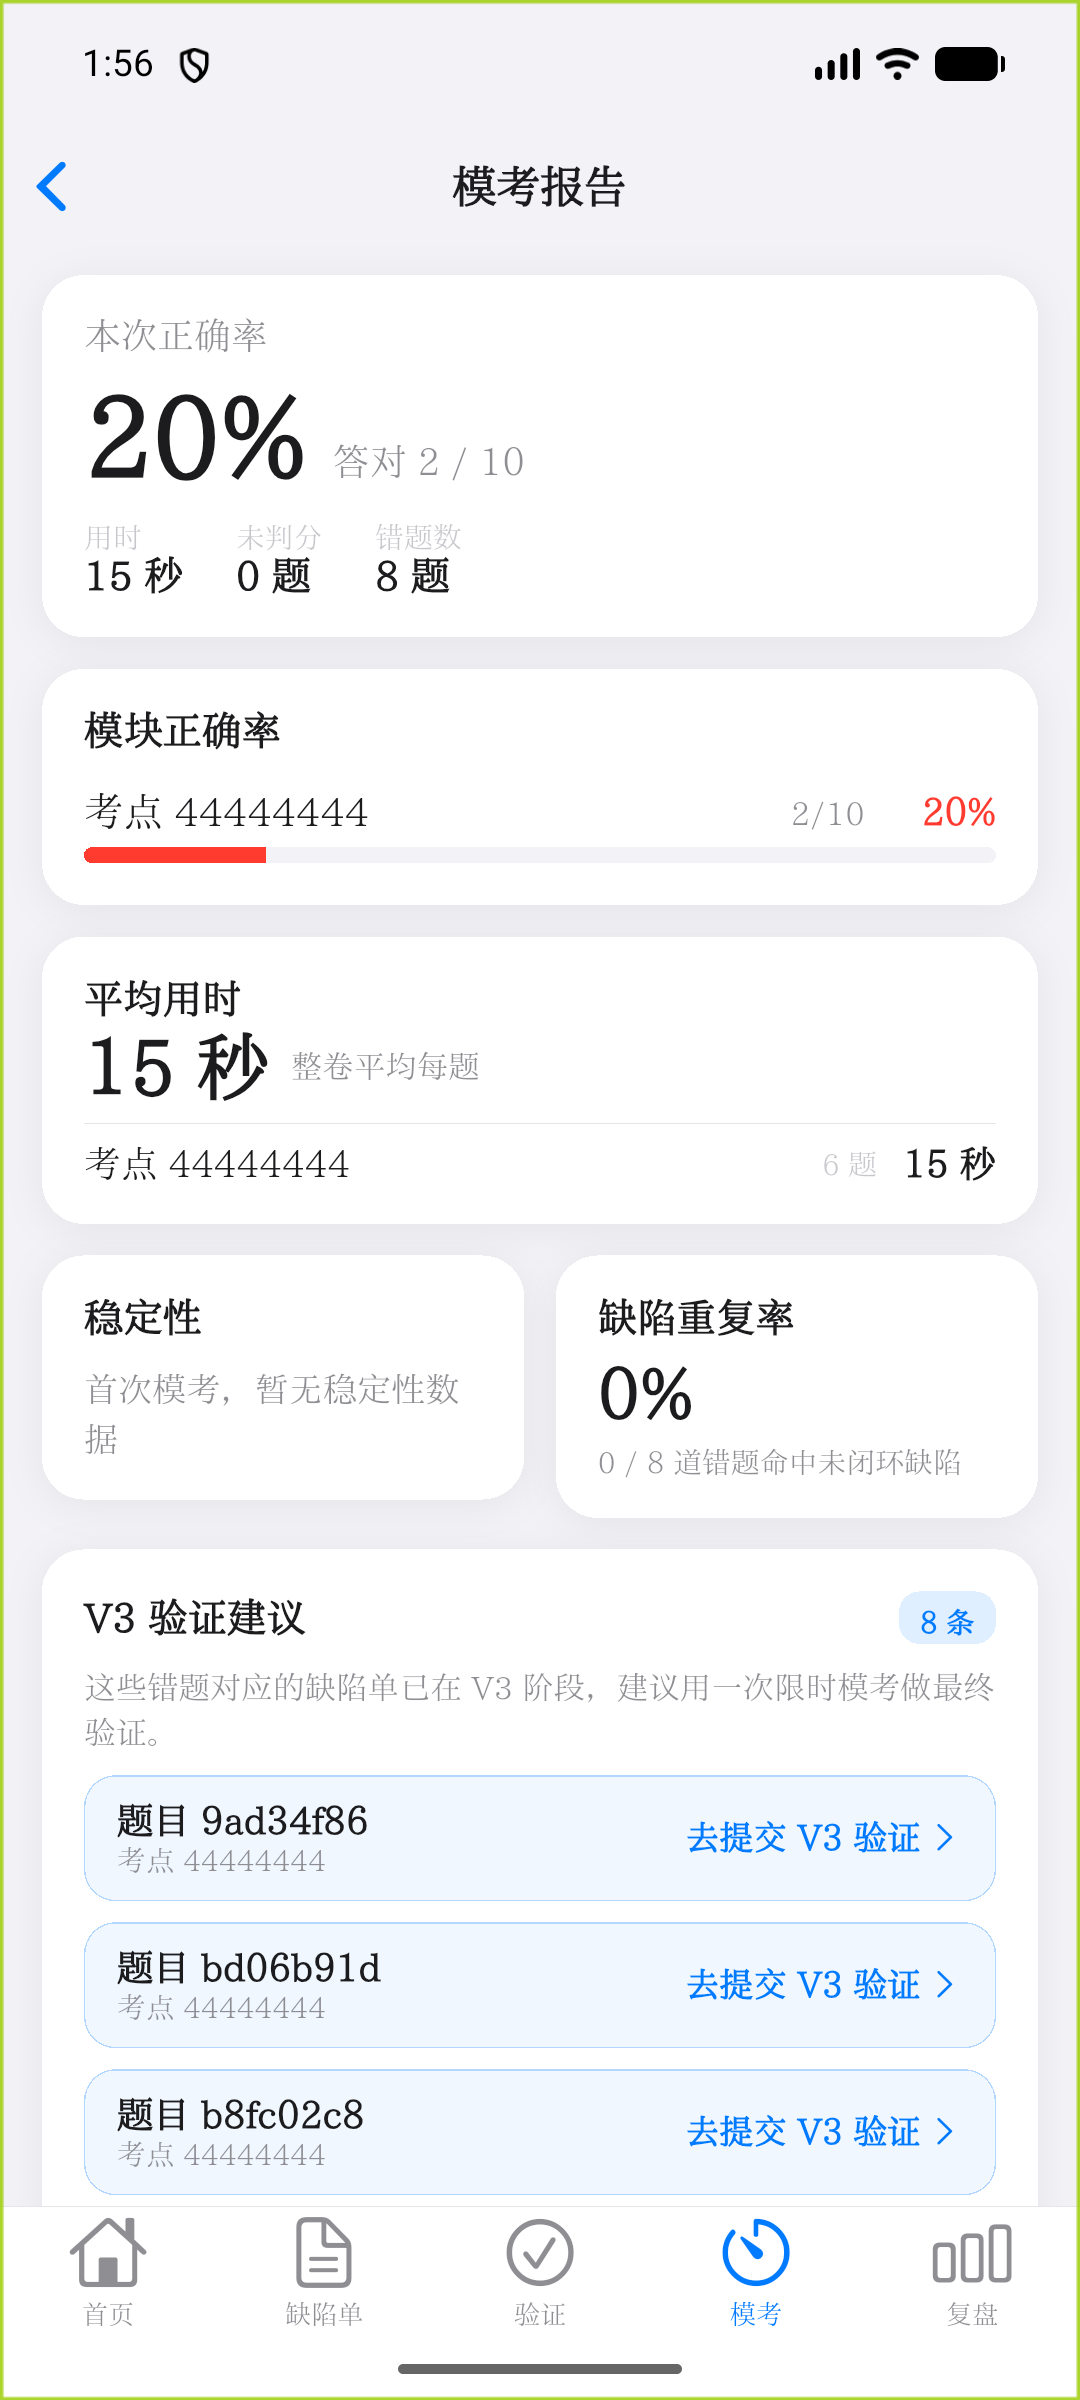 1:56
模考报告
本次正确率
20% 答对 2 / 10
用时 未判分 错题数
15 秒 0 题 8 题
模块正确率
考点 44444444 2/10 20%
平均用时
15 秒 整卷平均每题
考点 44444444 6 题 15 秒
稳定性
首次模考，暂无稳定性数
据
缺陷重复率
0%
0 / 8 道错题命中未闭环缺陷
V3 验证建议 8 条
这些错题对应的缺陷单已在 V3 阶段，建议用一次限时模考做最终
验证。
题目 9ad34f86
考点 44444444
去提交 V3 验证
题目 bd06b91d
考点 44444444
去提交 V3 验证
题目 b8fc02c8
考点 44444444
去提交 V3 验证
首页 缺陷单 验证 模考 复盘